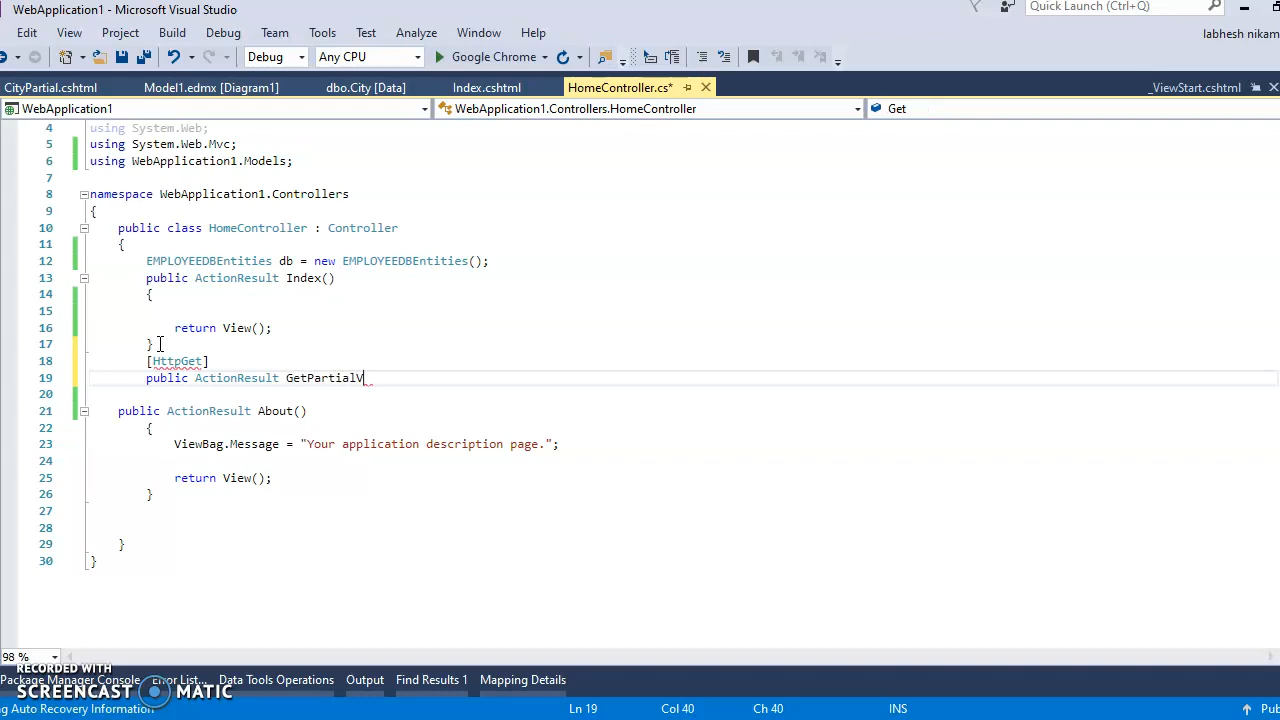 WebApplication1 - Microsoft Visual Studio
Quick Launch (Ctrl+Q)
Edit View Project Build Debug Team Tools Test Analyze Window Help
labhesh nikam
Debug Any CPU Google Chrome
CityPartial.cshtml Model1.edmx [Diagram1] dbo.City [Data] Index.cshtml HomeController.cs* _ViewStart.cshtml
WebApplication1 WebApplication1.Controllers.HomeController Get
4 using System.Web;
5 using System.Web.Mvc;
6 using WebApplication1.Models;
7
8 namespace WebApplication1.Controllers
9 {
10 public class HomeController : Controller
11 {
12 EMPLOYEEDBEntities db = new EMPLOYEEDBEntities();
13 public ActionResult Index()
14 {
15
16 return View();
17 }
18 [HttpGet]
19 public ActionResult GetPartialV
20
21 public ActionResult About()
22 {
23 ViewBag.Message = "Your application description page.";
24
25 return View();
26 }
27
28
29 }
30 }
98 %
RECORDED WITH
SCREENCAST MATIC
Package Manager Console Error List... Data Tools Operations Output Find Results 1 Mapping Details
ng Auto Recovery Information Ln 19 Col 40 Ch 40 INS Pub